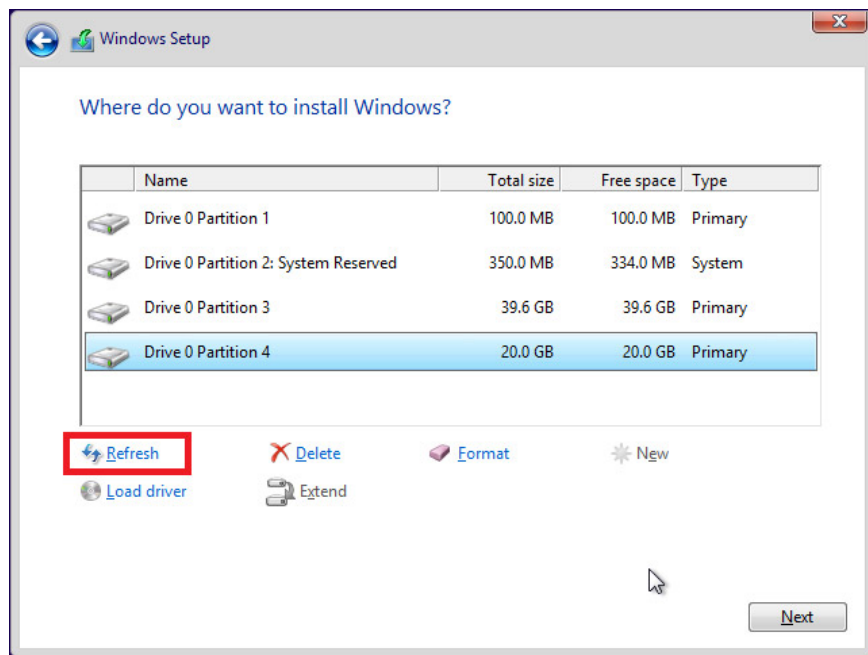 Windows Setup
Where do you want to install Windows?
Name Total size Free space Type
Drive 0 Partition 1 100.0 MB 100.0 MB Primary
Drive 0 Partition 2: System Reserved 350.0 MB 334.0 MB System
Drive 0 Partition 3 39.6 GB 39.6 GB Primary
Drive 0 Partition 4 20.0 GB 20.0 GB Primary
Refresh Delete Format New
Load driver Extend
Next